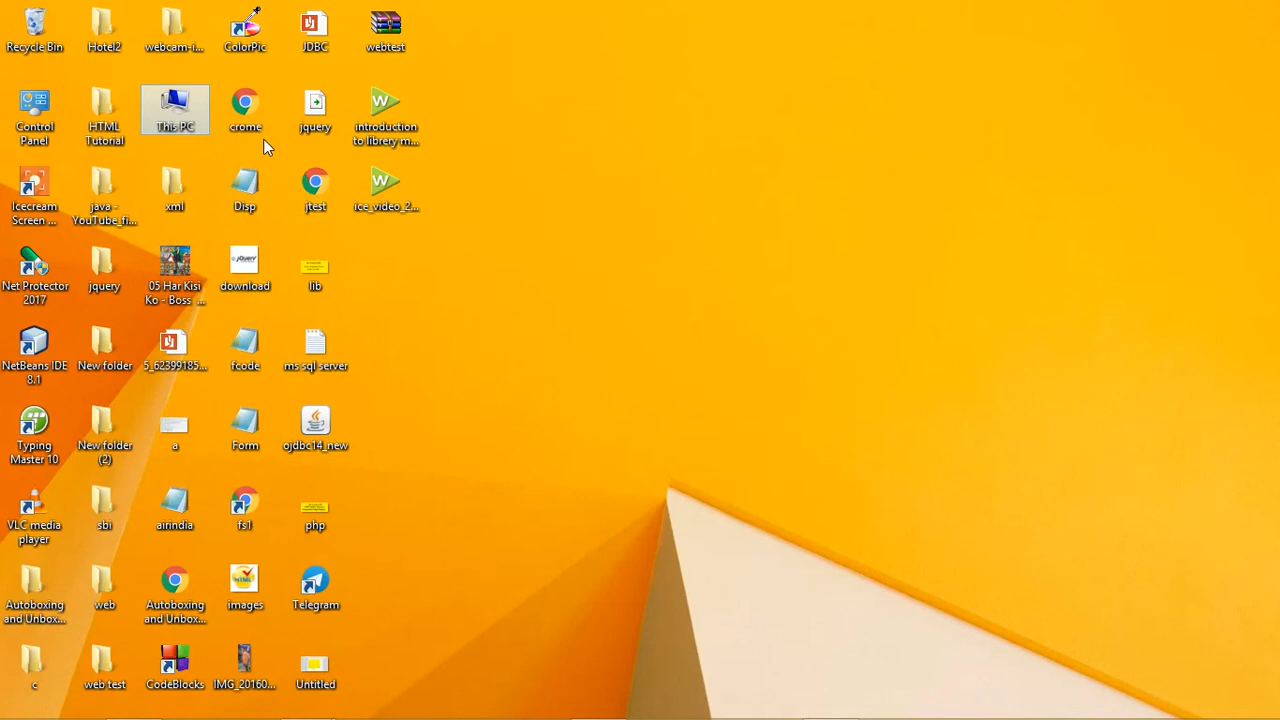 Recycle Bin
Hotel2
webcam-i...
ColorPic
JDBC
webtest
Control
Panel
HTML
Tutorial
This PC
crome
jquery
introduction
to librery m...
Icecream
Screen ...
java -
YouTube_fi...
xml
Disp
jtest
ice_video_2...
Net Protector
2017
jquery
05 Har Kisi
Ko - Boss ...
download
lib
NetBeans IDE
8.1
New folder
5_62399185...
fcode
ms sql server
Typing
Master 10
New folder
(2)
a
Form
ojdbc14_new
VLC media
player
sbi
airindia
fs1
php
Autoboxing
and Unbox...
web
Autoboxing
and Unbox...
images
Telegram
c
web test
CodeBlocks
IMG_20160...
Untitled